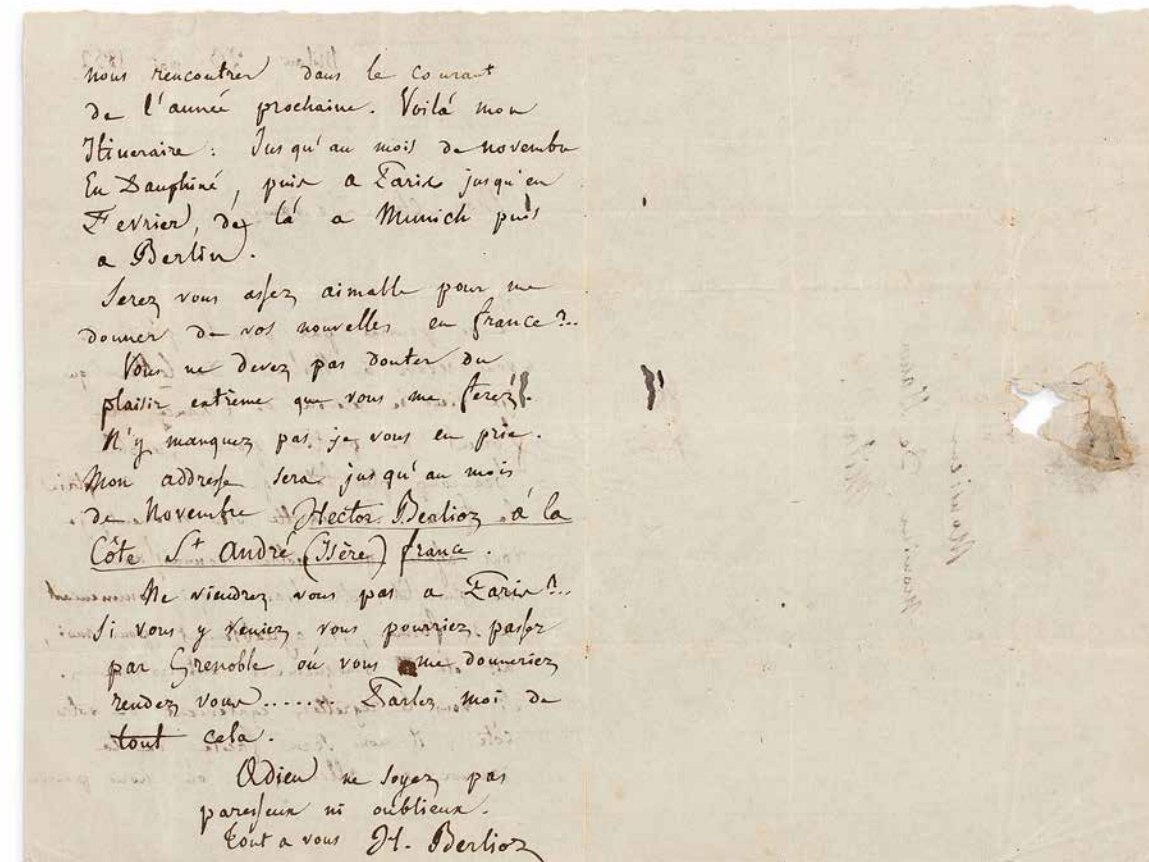 nous rencontrer dans le courant
de l'année prochaine. Voilá mon
Itineraire : Jusqu'au mois de novembre
En Dauphiné, puis a Paris jusqu'en
Fevrier, de là a Munich puis
a Berlin.
Serez vous assez aimable pour me
donner de vos nouvelles en france?..
Vous ne devez pas douter du
plaisir extrème que vous me ferez.
N'y manquez pas je vous en prie.
Mon addresse sera jusqu'au mois
de Novembre Hector Berlioz á la
Côte St André (Isère) france.
Ne viendrez vous pas a Paris?..
Si vous y veniez vous pourriez passer
par Grenoble où vous me donneriez
rendez vous...... Parlez moi de
tout cela.
Adieu ne soyez pas
paresseux ni oublieux.
tout a vous H. Berlioz